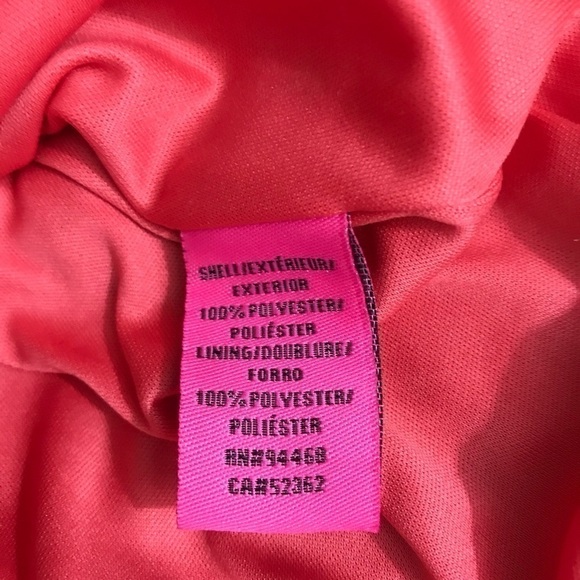 SHELL/EXTÉRIEUR/
EXTERIOR
100% POLYESTER/
POLIÉSTER
LINING/DOUBLURE/
FORRO
100% POLYESTER/
POLIÉSTER
RN#94468
CA#52362